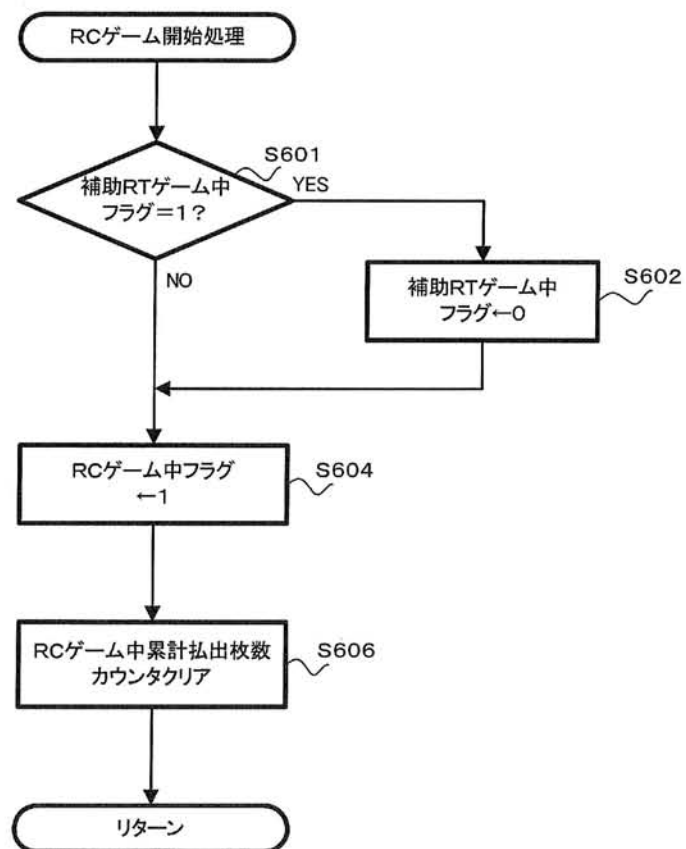 RCゲーム開始処理
S601
補助RTゲーム中
フラグ=1?
YES
NO
S602
補助RTゲーム中
フラグ←0
RCゲーム中フラグ
←1
S604
RCゲーム中累計払出枚数
カウンタクリア
S606
リターン